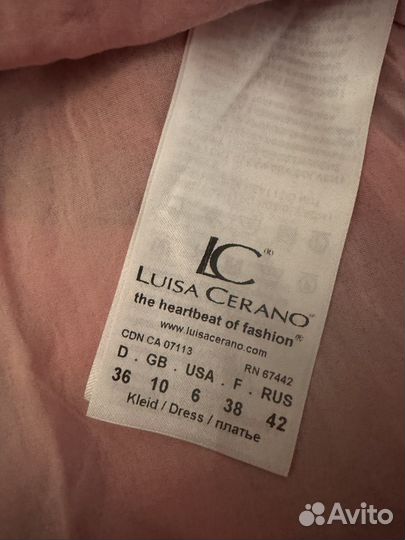 LC (R)
LUISA CERANO
the heartbeat of fashion®
www.luisacerano.com
CDN CA 07113 RN 67442
D . GB . USA . F . RUS
36 10 6 38 42
Kleid / Dress / платье
Avito